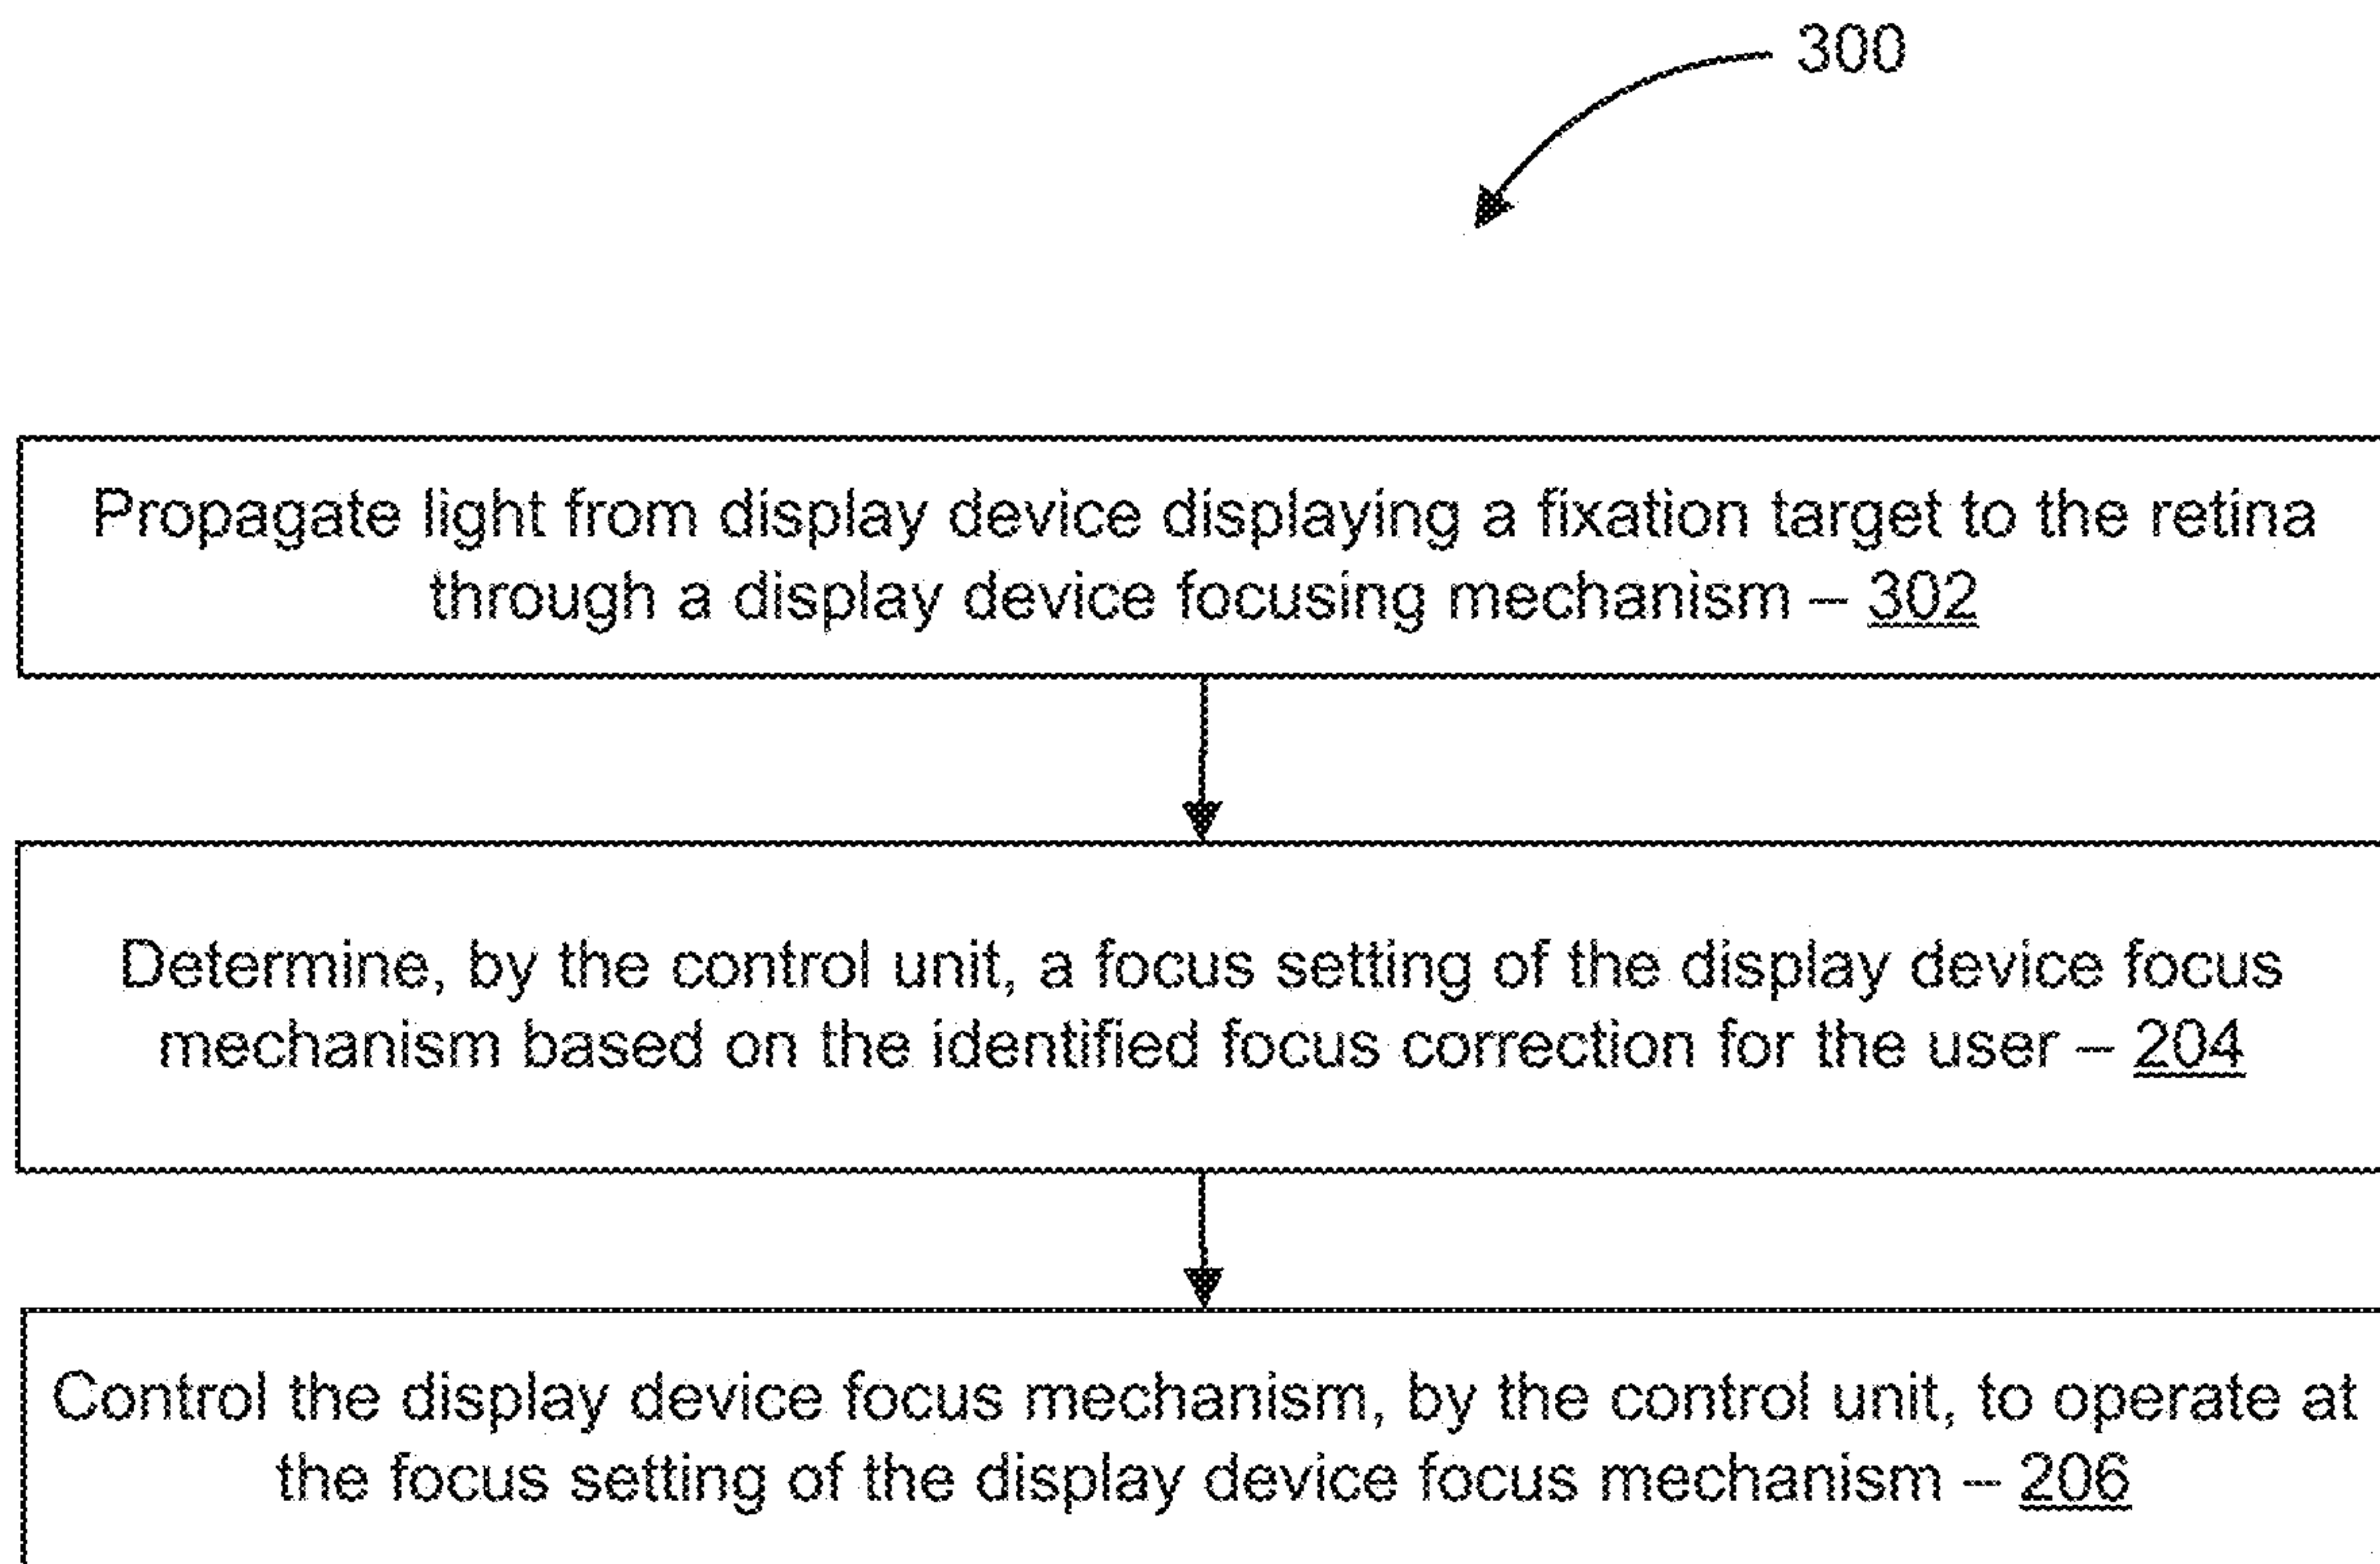 300
Propagate light from display device displaying a fixation target to the retina
through a display device focusing mechanism – 302
Determine, by the control unit, a focus setting of the display device focus
mechanism based on the identified focus correction for the user – 204
Control the display device focus mechanism, by the control unit, to operate at
the focus setting of the display device focus mechanism – 206